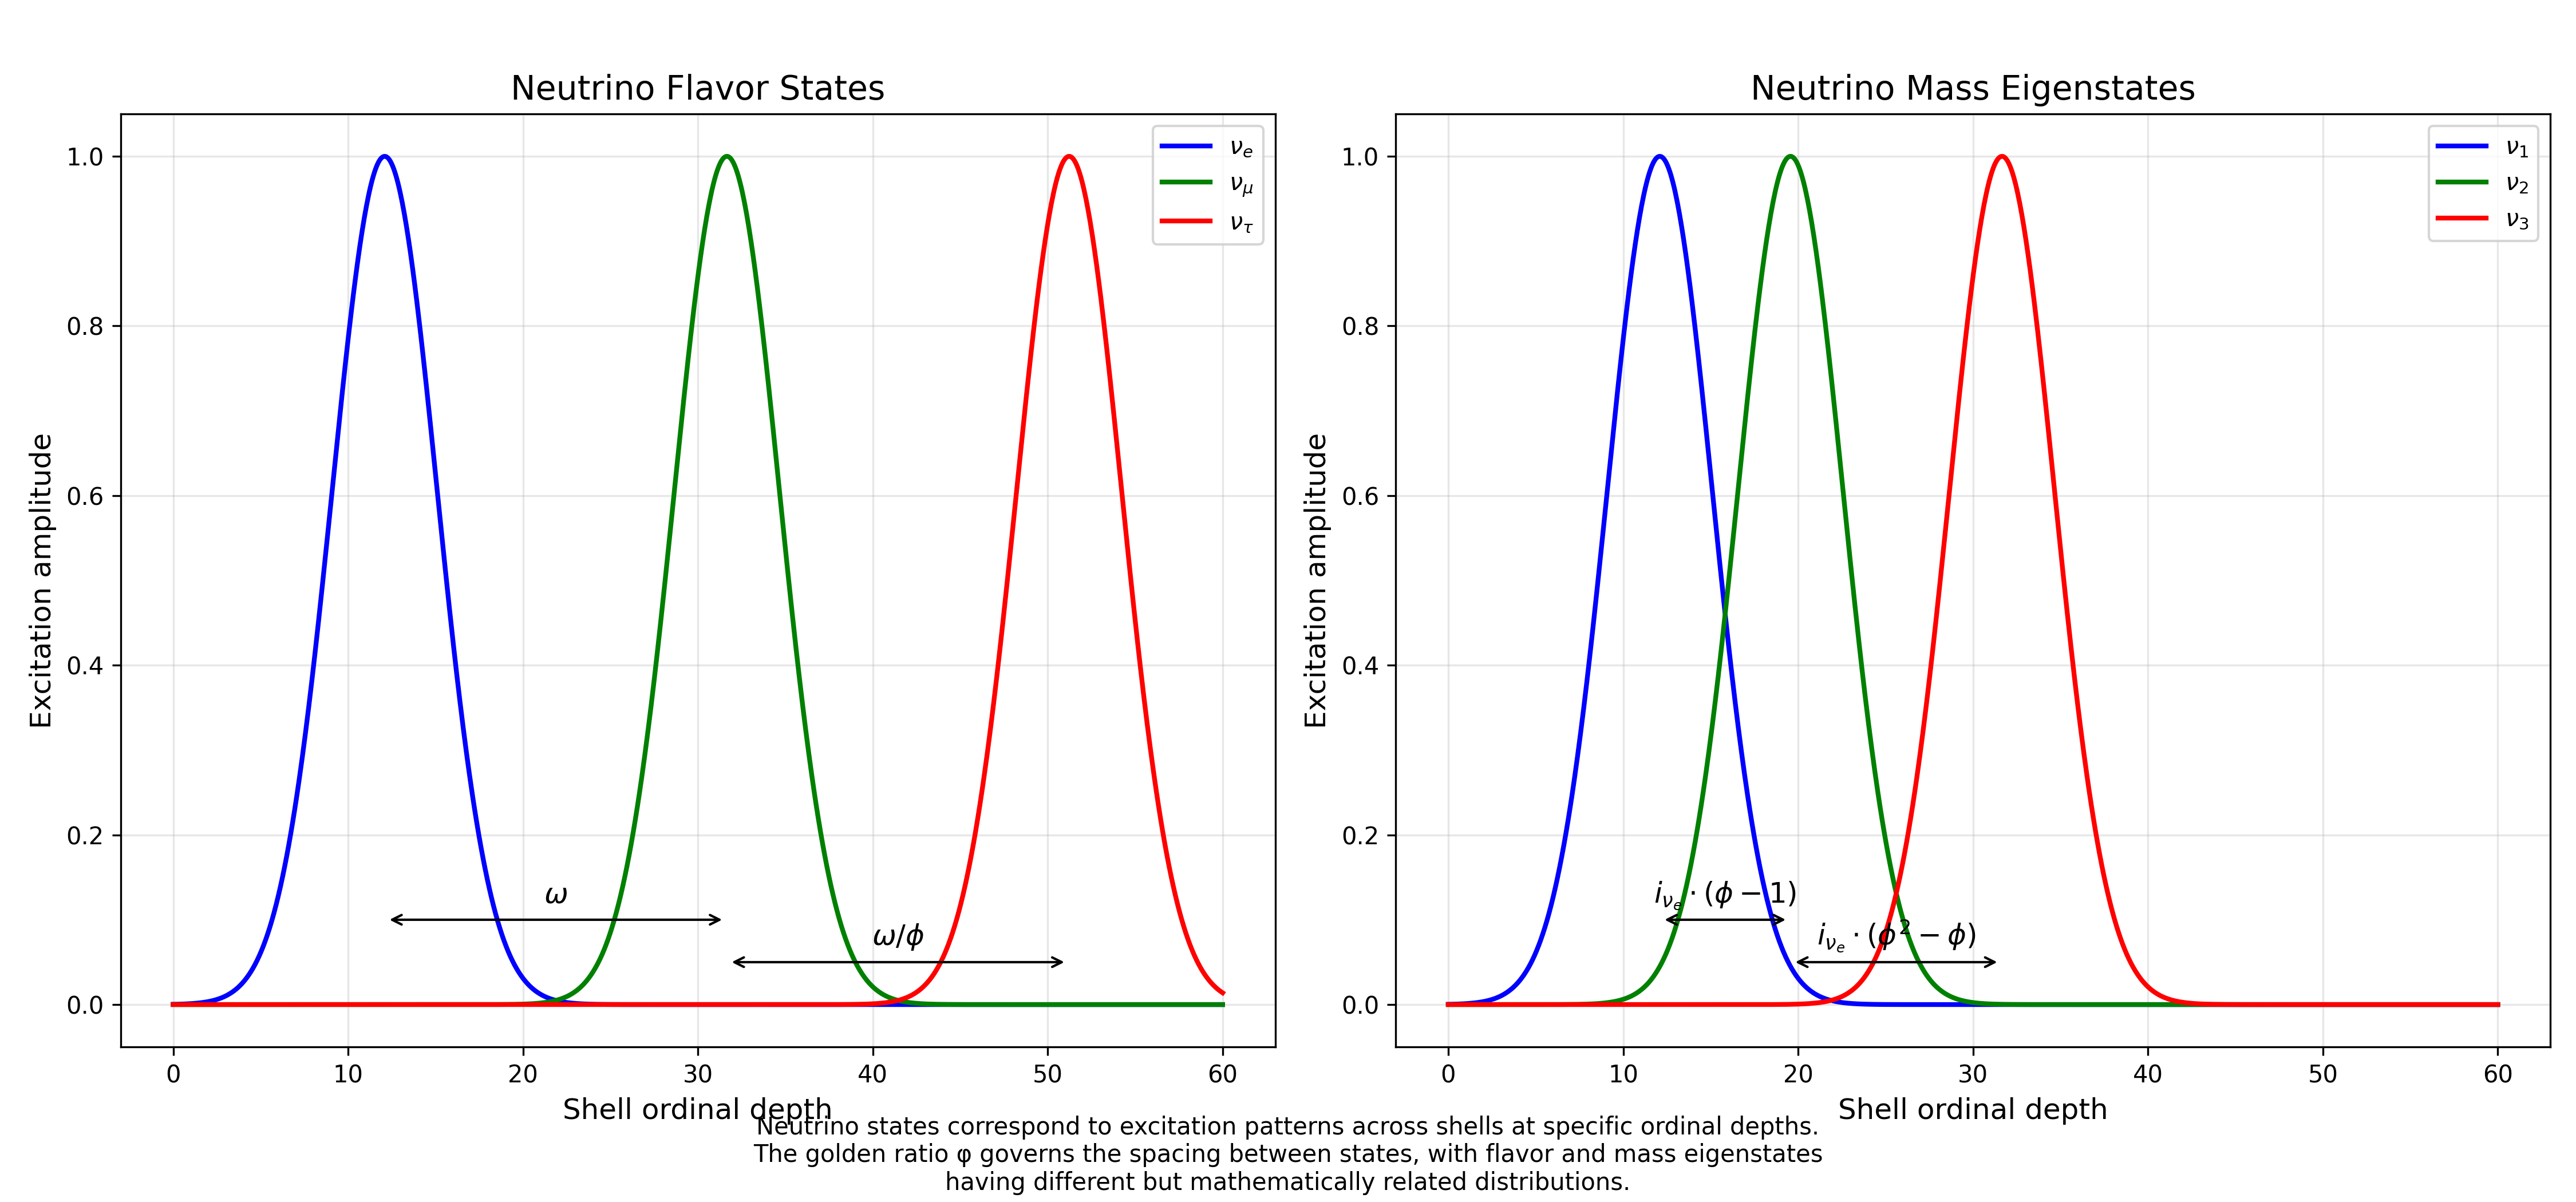 Neutrino Flavor States
Neutrino Mass Eigenstates
Excitation amplitude
1.0
0.8
0.6
0.4
0.2
0.0
0 10 20 30 40 50 60
Shell ordinal depth
ν_e
ν_μ
ν_τ
ω
ω/ϕ
Excitation amplitude
1.0
0.8
0.6
0.4
0.2
0.0
0 10 20 30 40 50 60
Shell ordinal depth
ν₁
ν₂
ν₃
i_{ν_e} · (ϕ − 1)
i_{ν_e} · (ϕ² − ϕ)
Neutrino states correspond to excitation patterns across shells at specific ordinal depths.
The golden ratio φ governs the spacing between states, with flavor and mass eigenstates
having different but mathematically related distributions.